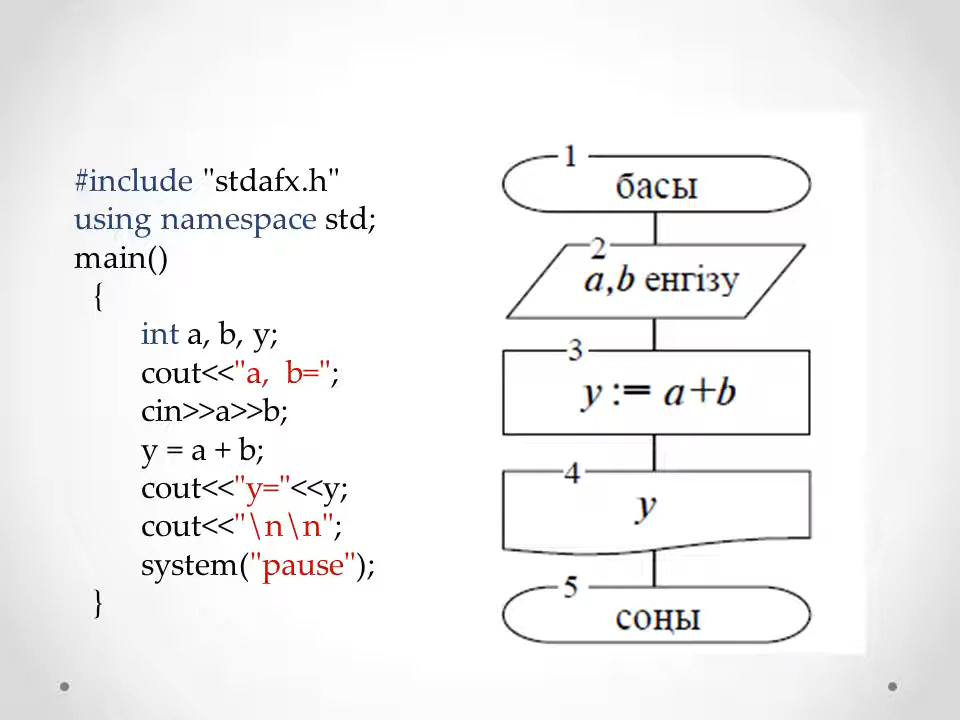 #include "stdafx.h"
using namespace std;
main()
{
int a, b, y;
cout<<"a,  b=";
cin>>a>>b;
y = a + b;
cout<<"y="<<y;
cout<<"\n\n";
system("pause");
}
1
басы
2
a,b енгізу
3
y := a+b
4
y
5
соңы